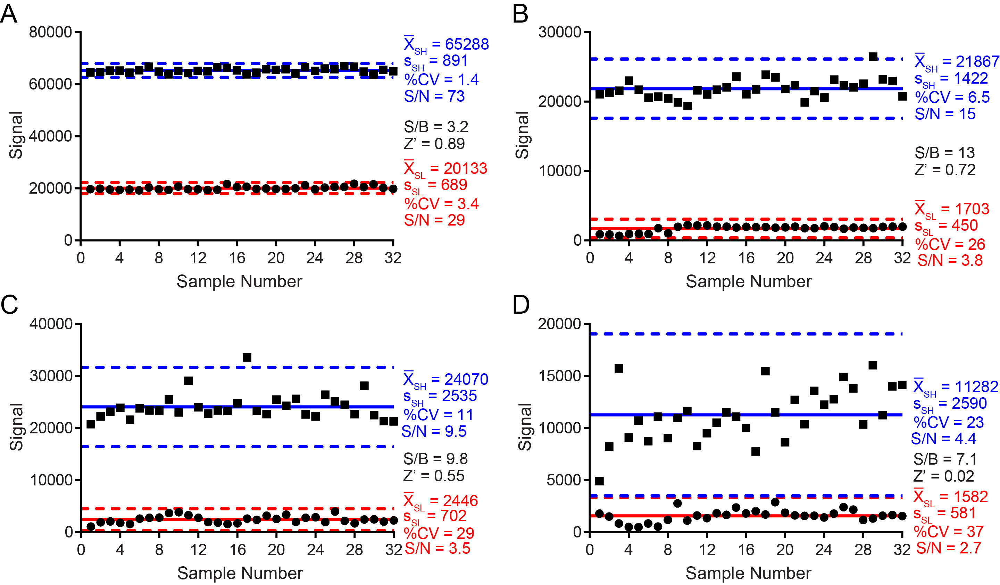 A
80000
60000
40000
20000
0
Signal
0 4 8 12 16 20 24 28 32
Sample Number
X̅SH = 65288
sSH = 891
%CV = 1.4
S/N = 73
S/B = 3.2
Z’ = 0.89
X̅SL = 20133
sSL = 689
%CV = 3.4
S/N = 29
B
30000
20000
10000
0
Signal
0 4 8 12 16 20 24 28 32
Sample Number
X̅SH = 21867
sSH = 1422
%CV = 6.5
S/N = 15
S/B = 13
Z’ = 0.72
X̅SL = 1703
sSL = 450
%CV = 26
S/N = 3.8
C
40000
30000
20000
10000
0
Signal
0 4 8 12 16 20 24 28 32
Sample Number
X̅SH = 24070
sSH = 2535
%CV = 11
S/N = 9.5
S/B = 9.8
Z’ = 0.55
X̅SL = 2446
sSL = 702
%CV = 29
S/N = 3.5
D
20000
15000
10000
5000
0
Signal
0 4 8 12 16 20 24 28 32
Sample Number
X̅SH = 11282
sSH = 2590
%CV = 23
S/N = 4.4
S/B = 7.1
Z’ = 0.02
X̅SL = 1582
sSL = 581
%CV = 37
S/N = 2.7